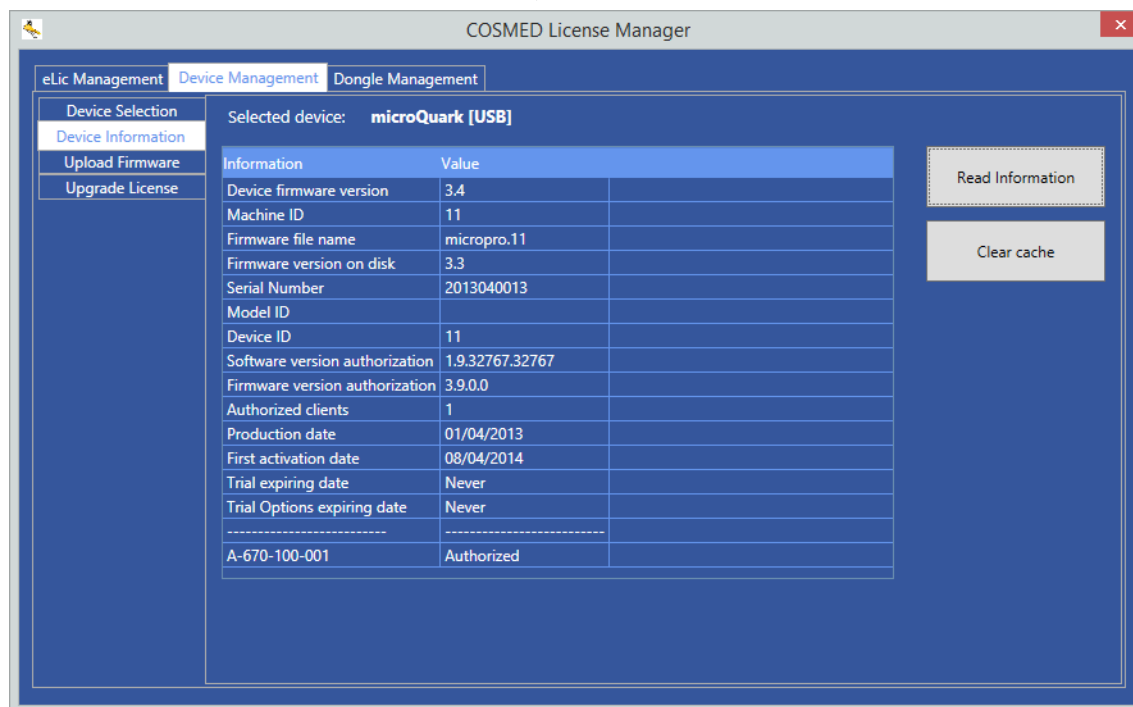 COSMED License Manager
eLic Management Device Management Dongle Management
Device Selection
Device Information
Upload Firmware
Upgrade License
Selected device: microQuark [USB]
Information Value
Device firmware version 3.4
Machine ID 11
Firmware file name micropro.11
Firmware version on disk 3.3
Serial Number 2013040013
Model ID
Device ID 11
Software version authorization 1.9.32767.32767
Firmware version authorization 3.9.0.0
Authorized clients 1
Production date 01/04/2013
First activation date 08/04/2014
Trial expiring date Never
Trial Options expiring date Never
-------------------------- --------------------------
A-670-100-001 Authorized
Read Information
Clear cache